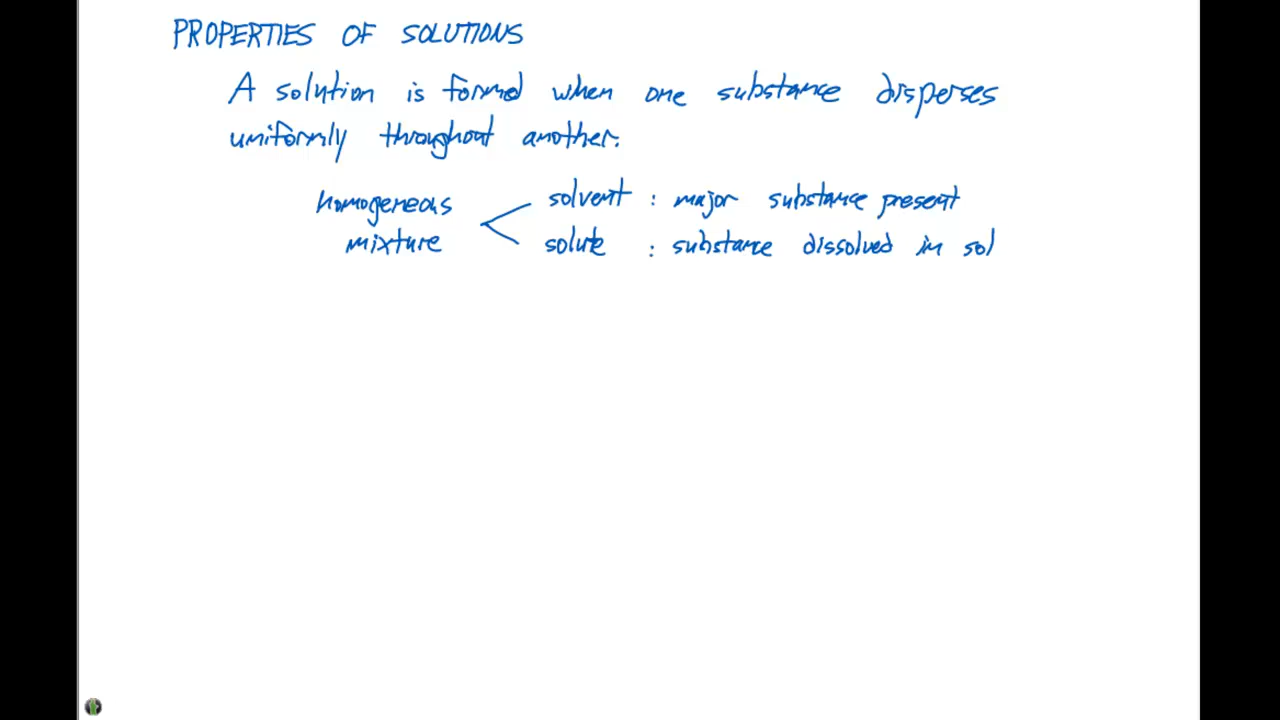 PROPERTIES OF SOLUTIONS
A solution is formed when one substance disperses
uniformly throughout another.
homogeneous
mixture
solvent : major substance present
solute : substance dissolved in sol